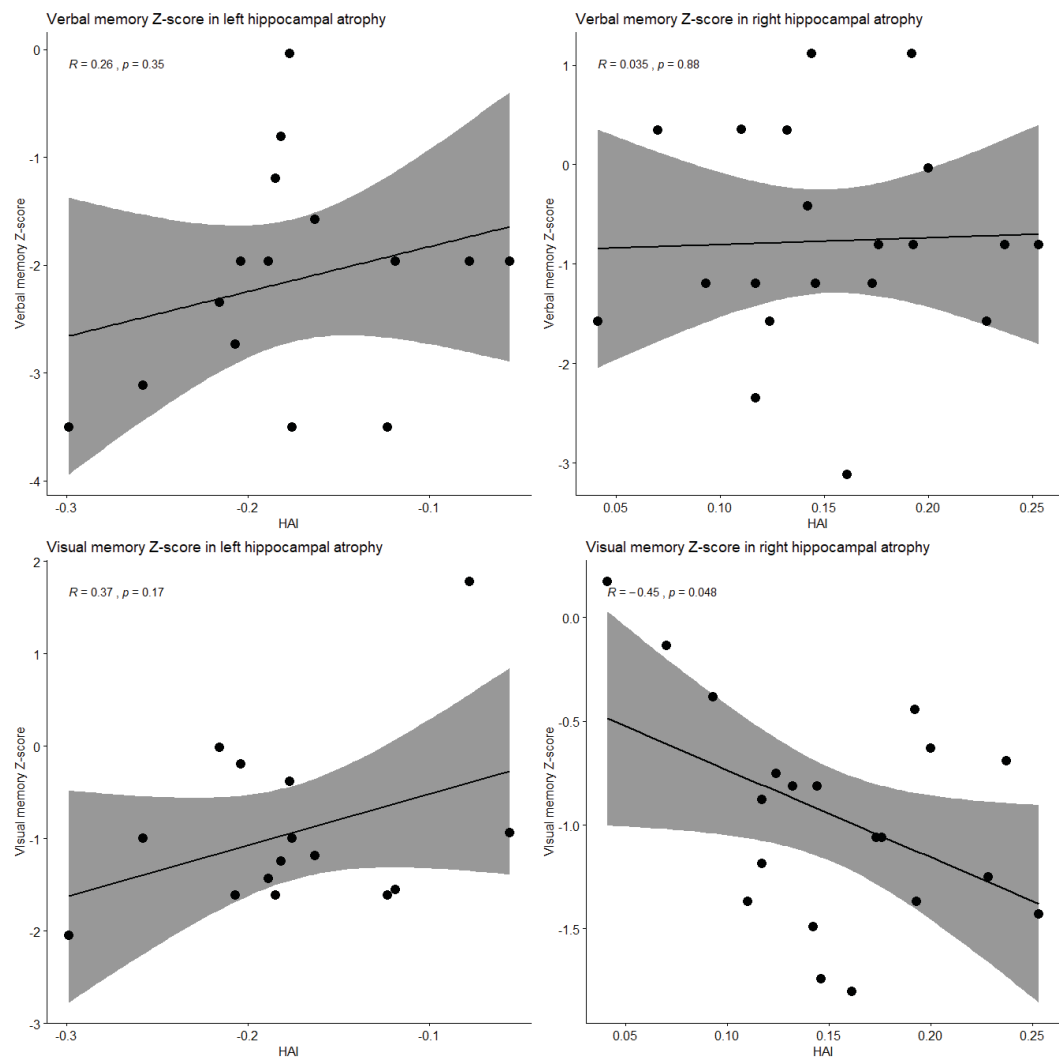 Verbal memory Z-score in left hippocampal atrophy
R = 0.26 , p = 0.35
Verbal memory Z-score
0
-1
-2
-3
-4
-0.3
-0.2
-0.1
HAI
Verbal memory Z-score in right hippocampal atrophy
R = 0.035 , p = 0.88
Verbal memory Z-score
1
0
-1
-2
-3
0.05
0.10
0.15
0.20
0.25
HAI
Visual memory Z-score in left hippocampal atrophy
R = 0.37 , p = 0.17
VIsual memory Z-score
2
1
0
-1
-2
-3
-0.3
-0.2
-0.1
HAI
Visual memory Z-score in right hippocampal atrophy
R = −0.45 , p = 0.048
VIsual memory Z-score
0.0
-0.5
-1.0
-1.5
0.05
0.10
0.15
0.20
0.25
HAI